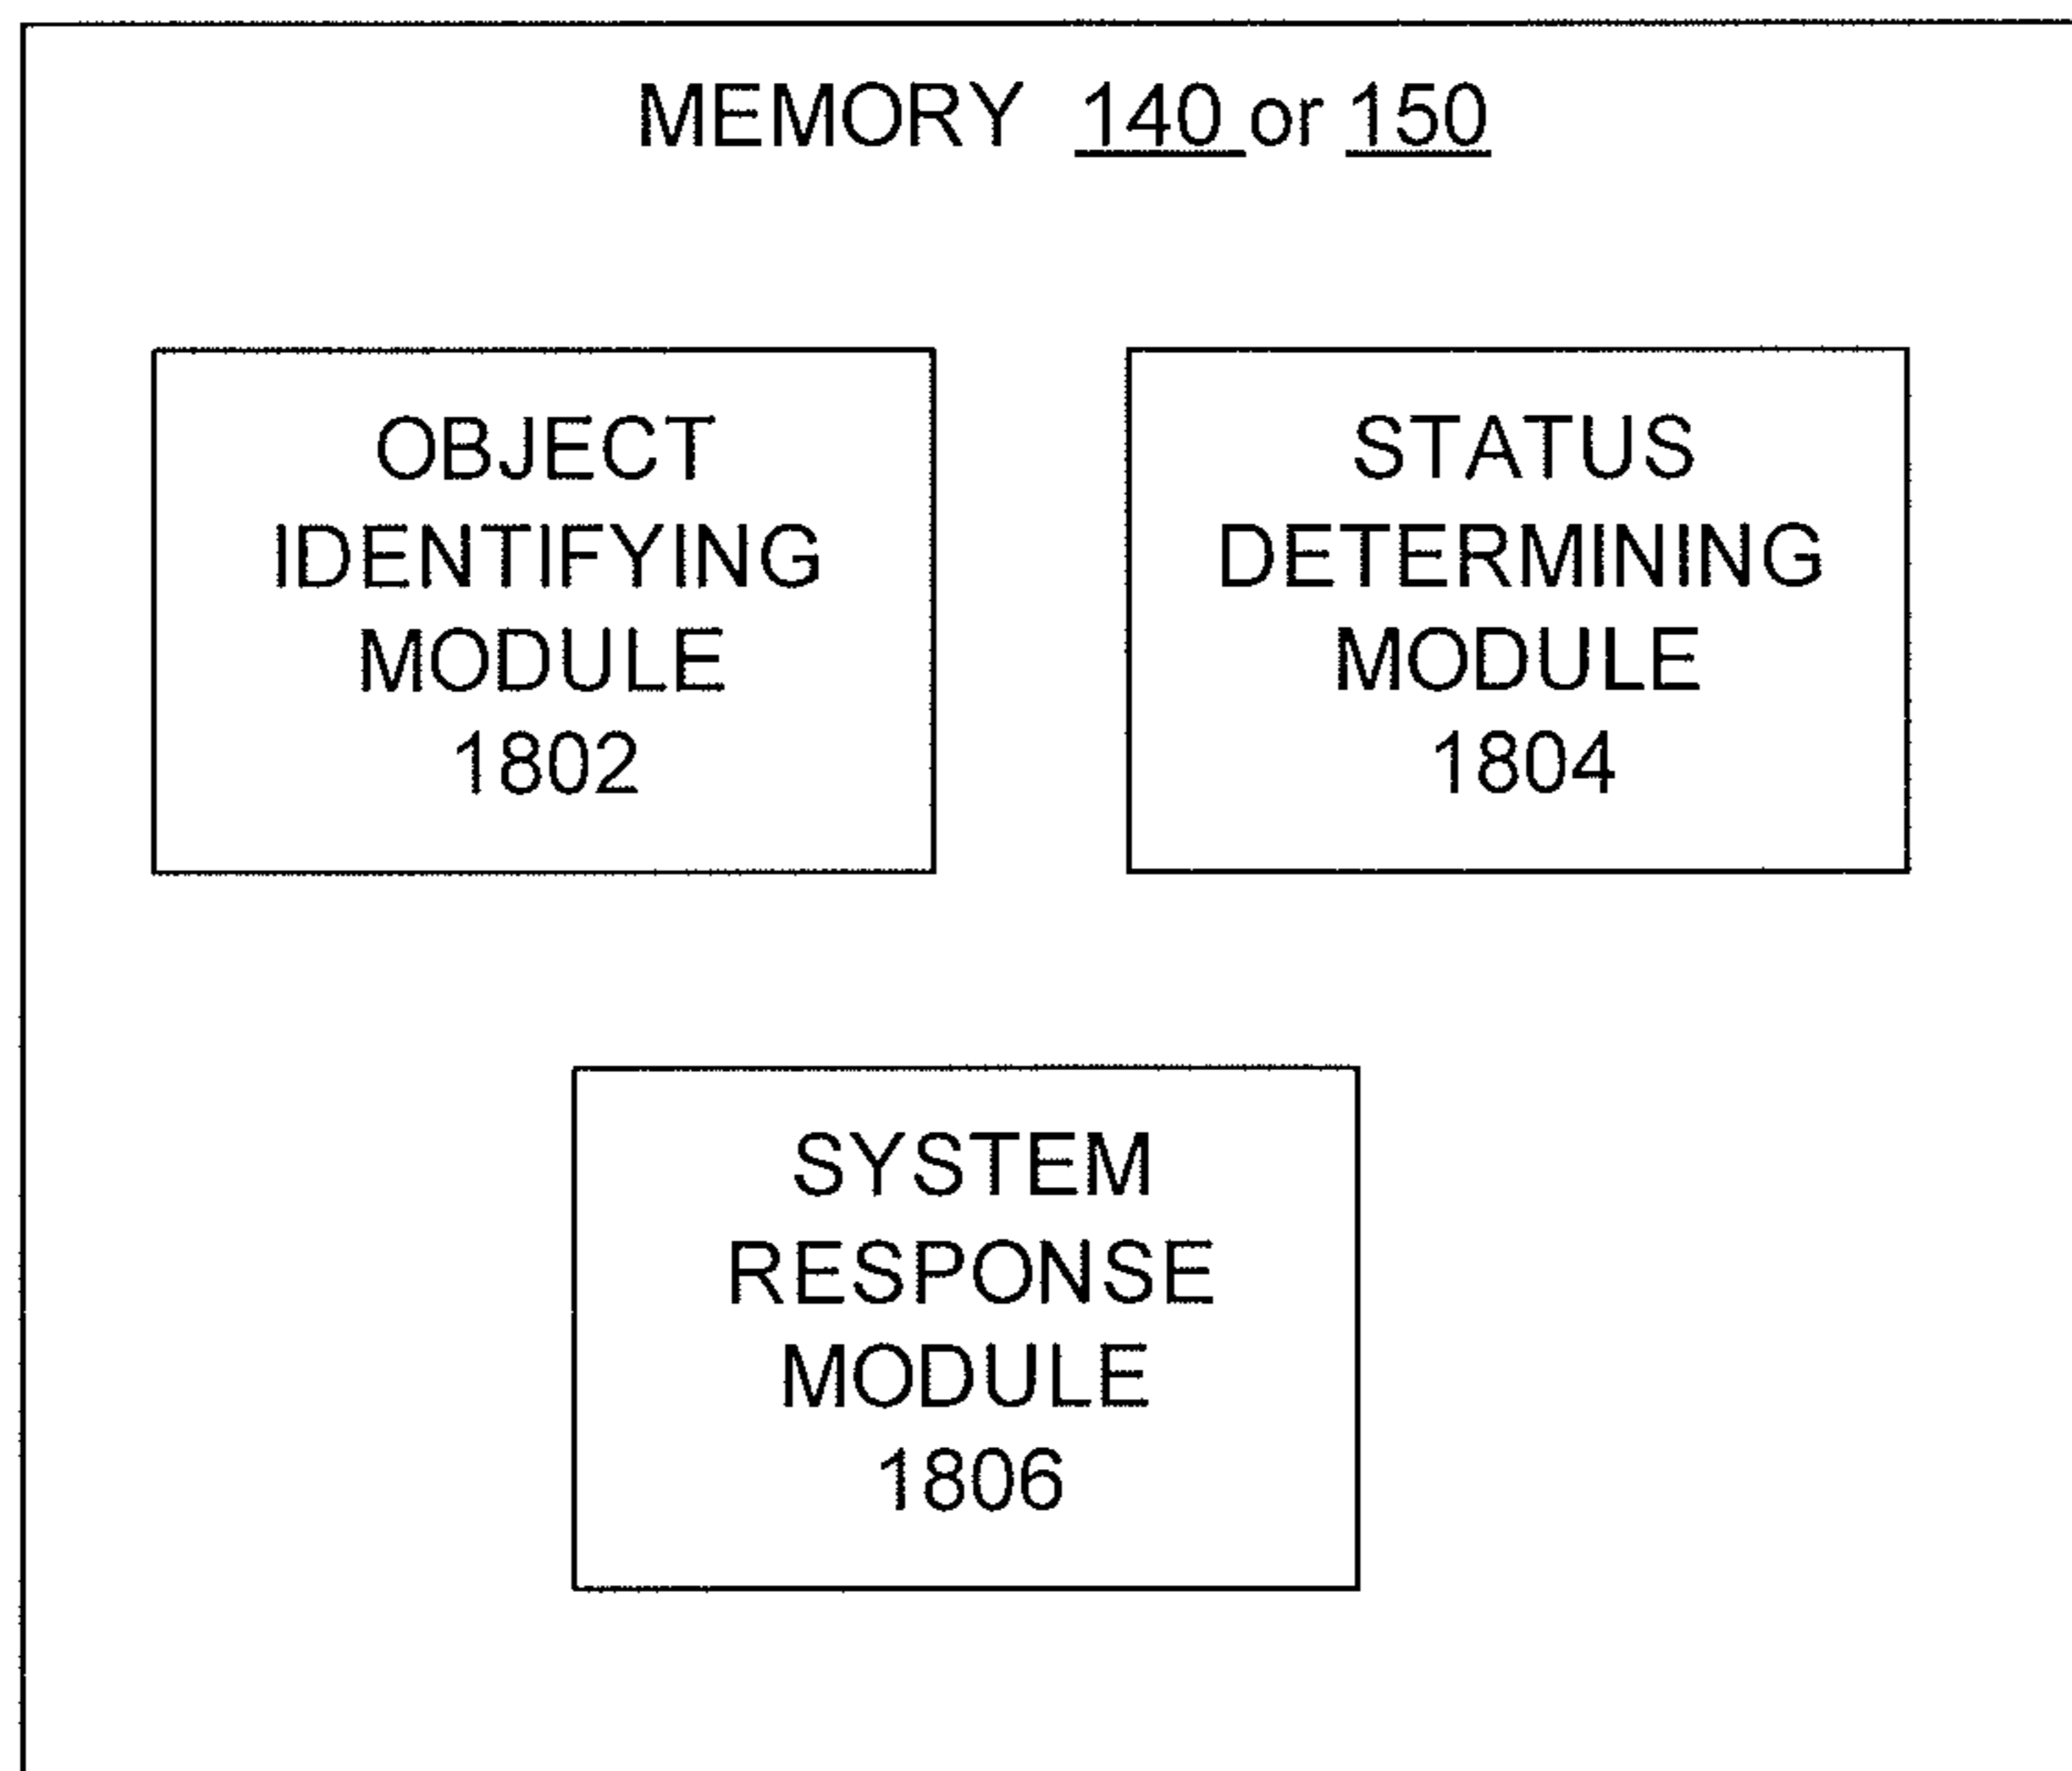 MEMORY 140 or 150
OBJECT
IDENTIFYING
MODULE
1802
STATUS
DETERMINING
MODULE
1804
SYSTEM
RESPONSE
MODULE
1806